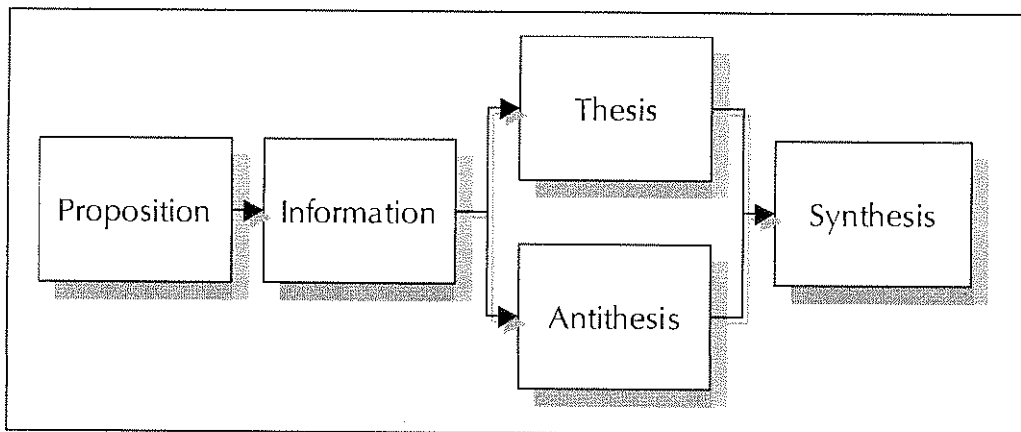 Proposition
Information
Thesis
Antithesis
Synthesis